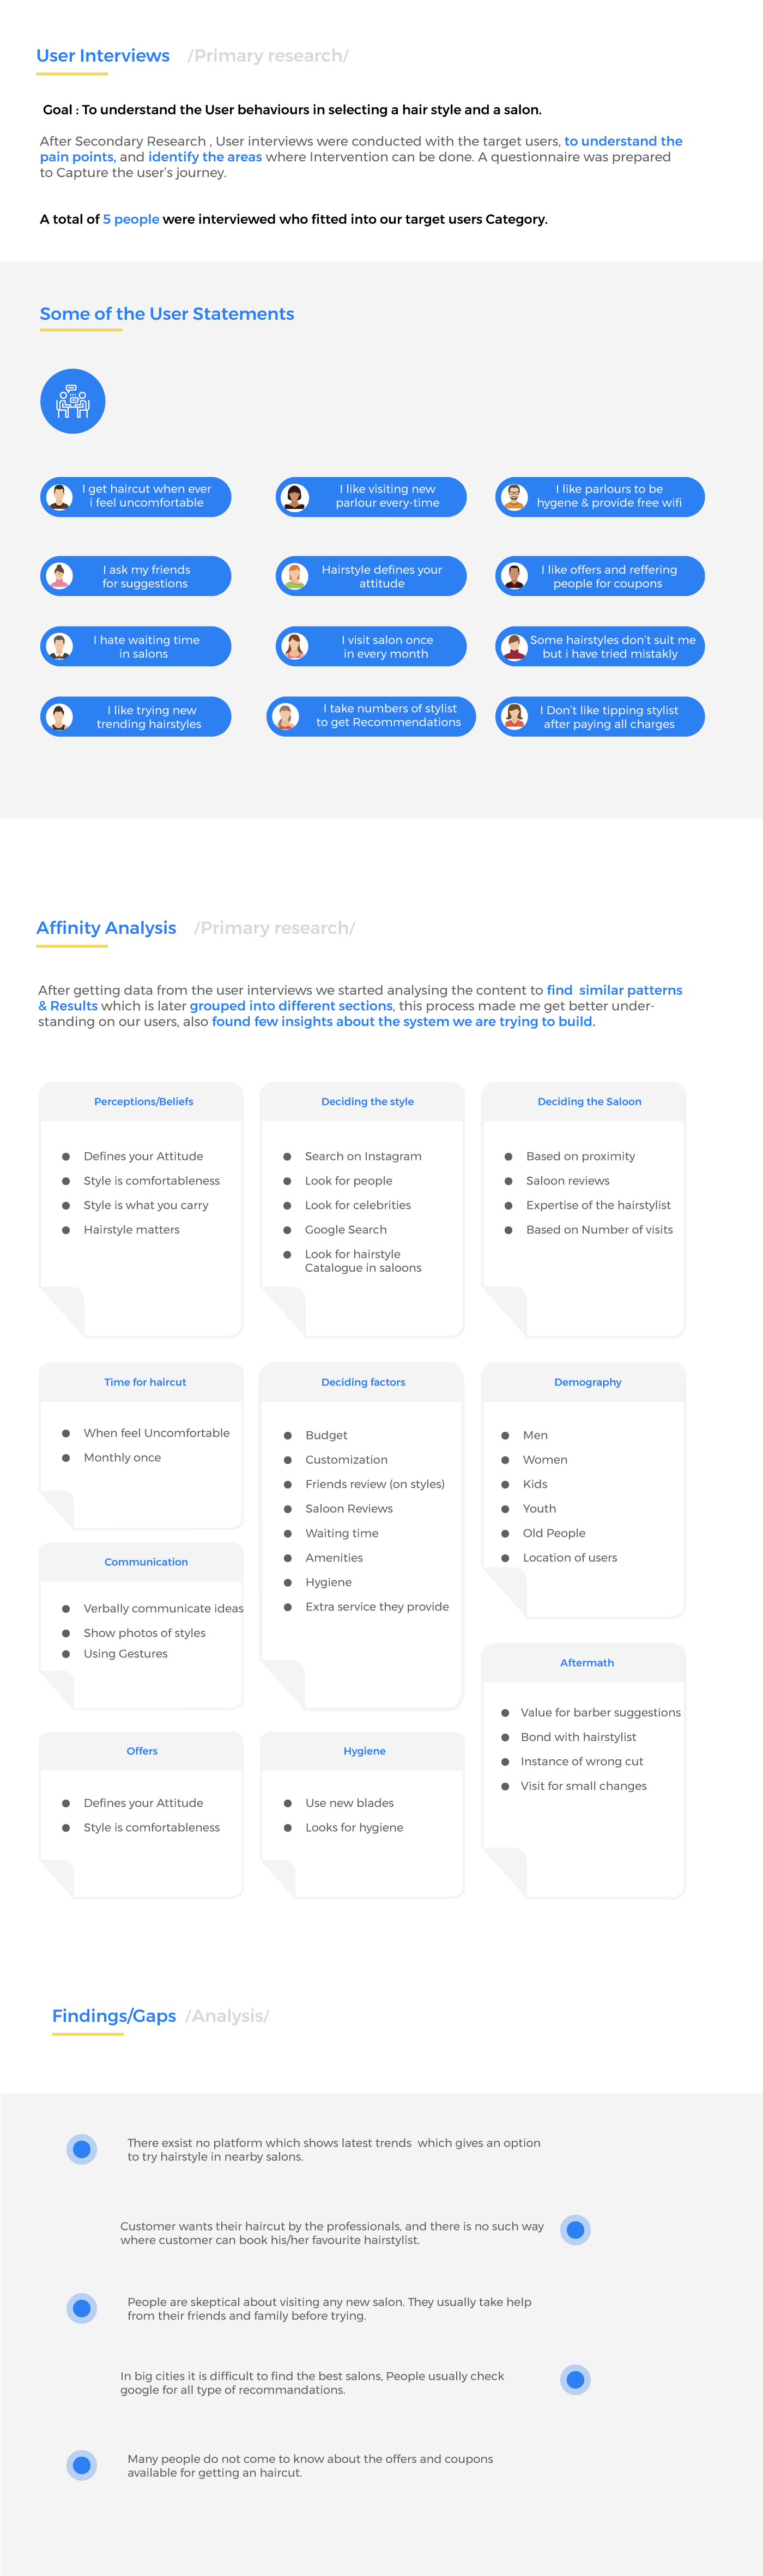 User Interviews /Primary research/
Goal : To understand the User behaviours in selecting a hair style and a salon.
After Secondary Research , User interviews were conducted with the target users, to understand the
pain points, and identify the areas where Intervention can be done. A questionnaire was prepared
to Capture the user's journey.
A total of 5 people were interviewed who fitted into our target users Category.
Some of the User Statements
I get haircut when ever
i feel uncomfortable
I like visiting new
parlour every-time
I like parlours to be
hygene & provide free wifi
I ask my friends
for suggestions
Hairstyle defines your
attitude
I like offers and reffering
people for coupons
I hate waiting time
in salons
I visit salon once
in every month
Some hairstyles don't suit me
but i have tried mistakly
I like trying new
trending hairstyles
I take numbers of stylist
to get Recommendations
I Don't like tipping stylist
after paying all charges
Affinity Analysis /Primary research/
After getting data from the user interviews we started analysing the content to find  similar patterns
& Results which is later grouped into different sections, this process made me get better under-
standing on our users, also found few insights about the system we are trying to build.
Perceptions/Beliefs
Defines your Attitude
Style is comfortableness
Style is what you carry
Hairstyle matters
Deciding the style
Search on Instagram
Look for people
Look for celebrities
Google Search
Look for hairstyle
Catalogue in saloons
Deciding the Saloon
Based on proximity
Saloon reviews
Expertise of the hairstylist
Based on Number of visits
Time for haircut
When feel Uncomfortable
Monthly once
Deciding factors
Budget
Customization
Friends review (on styles)
Saloon Reviews
Waiting time
Amenities
Hygiene
Extra service they provide
Demography
Men
Women
Kids
Youth
Old People
Location of users
Communication
Verbally communicate ideas
Show photos of styles
Using Gestures
Aftermath
Value for barber suggestions
Bond with hairstylist
Instance of wrong cut
Visit for small changes
Offers
Defines your Attitude
Style is comfortableness
Hygiene
Use new blades
Looks for hygiene
Findings/Gaps /Analysis/
There exsist no platform which shows latest trends  which gives an option
to try hairstyle in nearby salons.
Customer wants their haircut by the professionals, and there is no such way
where customer can book his/her favourite hairstylist.
People are skeptical about visiting any new salon. They usually take help
from their friends and family before trying.
In big cities it is difficult to find the best salons, People usually check
google for all type of recommandations.
Many people do not come to know about the offers and coupons
available for getting an haircut.